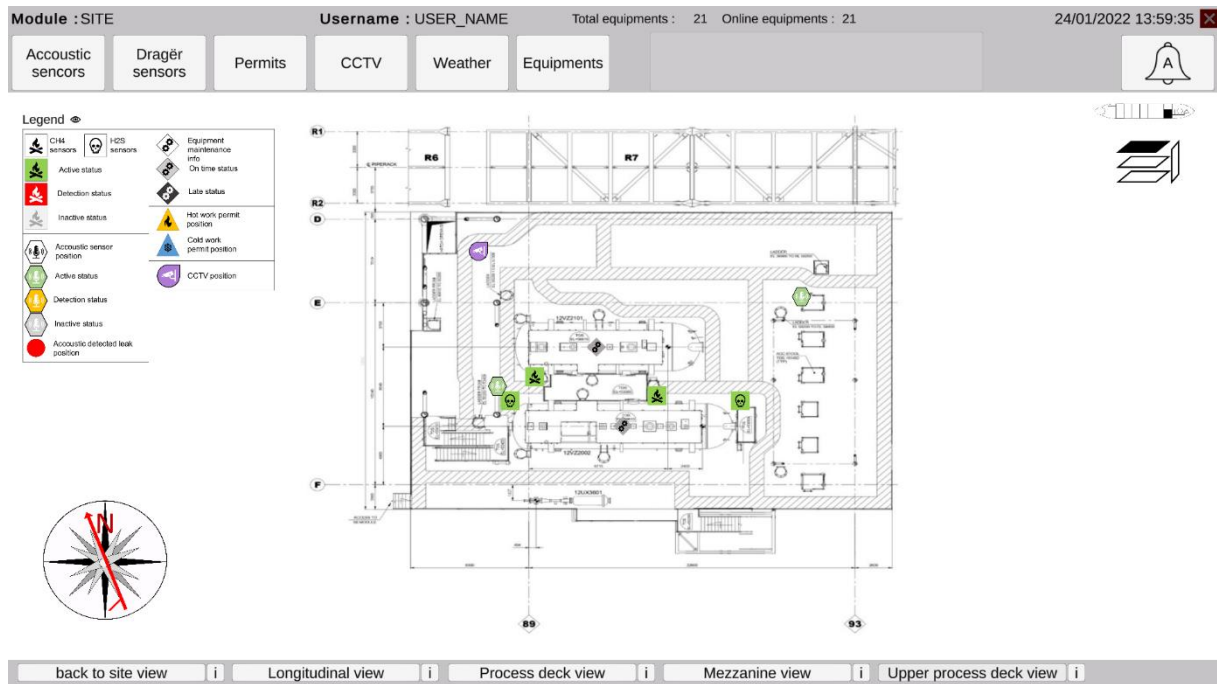 Module : SITE Username : USER_NAME Total equipments : 21 Online equipments : 21 24/01/2022 13:59:35
Accoustic sencors
Dragër sensors
Permits
CCTV
Weather
Equipments
A
Legend
CH4 sensors
H2S sensors
Equipment maintenance info
Active status
On time status
Detection status
Late status
Inactive status
Hot work permit position
Cold work permit position
CCTV position
Accoustic sensor position
Active status
Detection status
Inactive status
Accoustic detected leak position
R1
R6
R7
R2
D
E
12VZ2101
12VZ2002
F
12UX3601
89
93
N
back to site view i
Longitudinal view i
Process deck view i
Mezzanine view i
Upper process deck view i